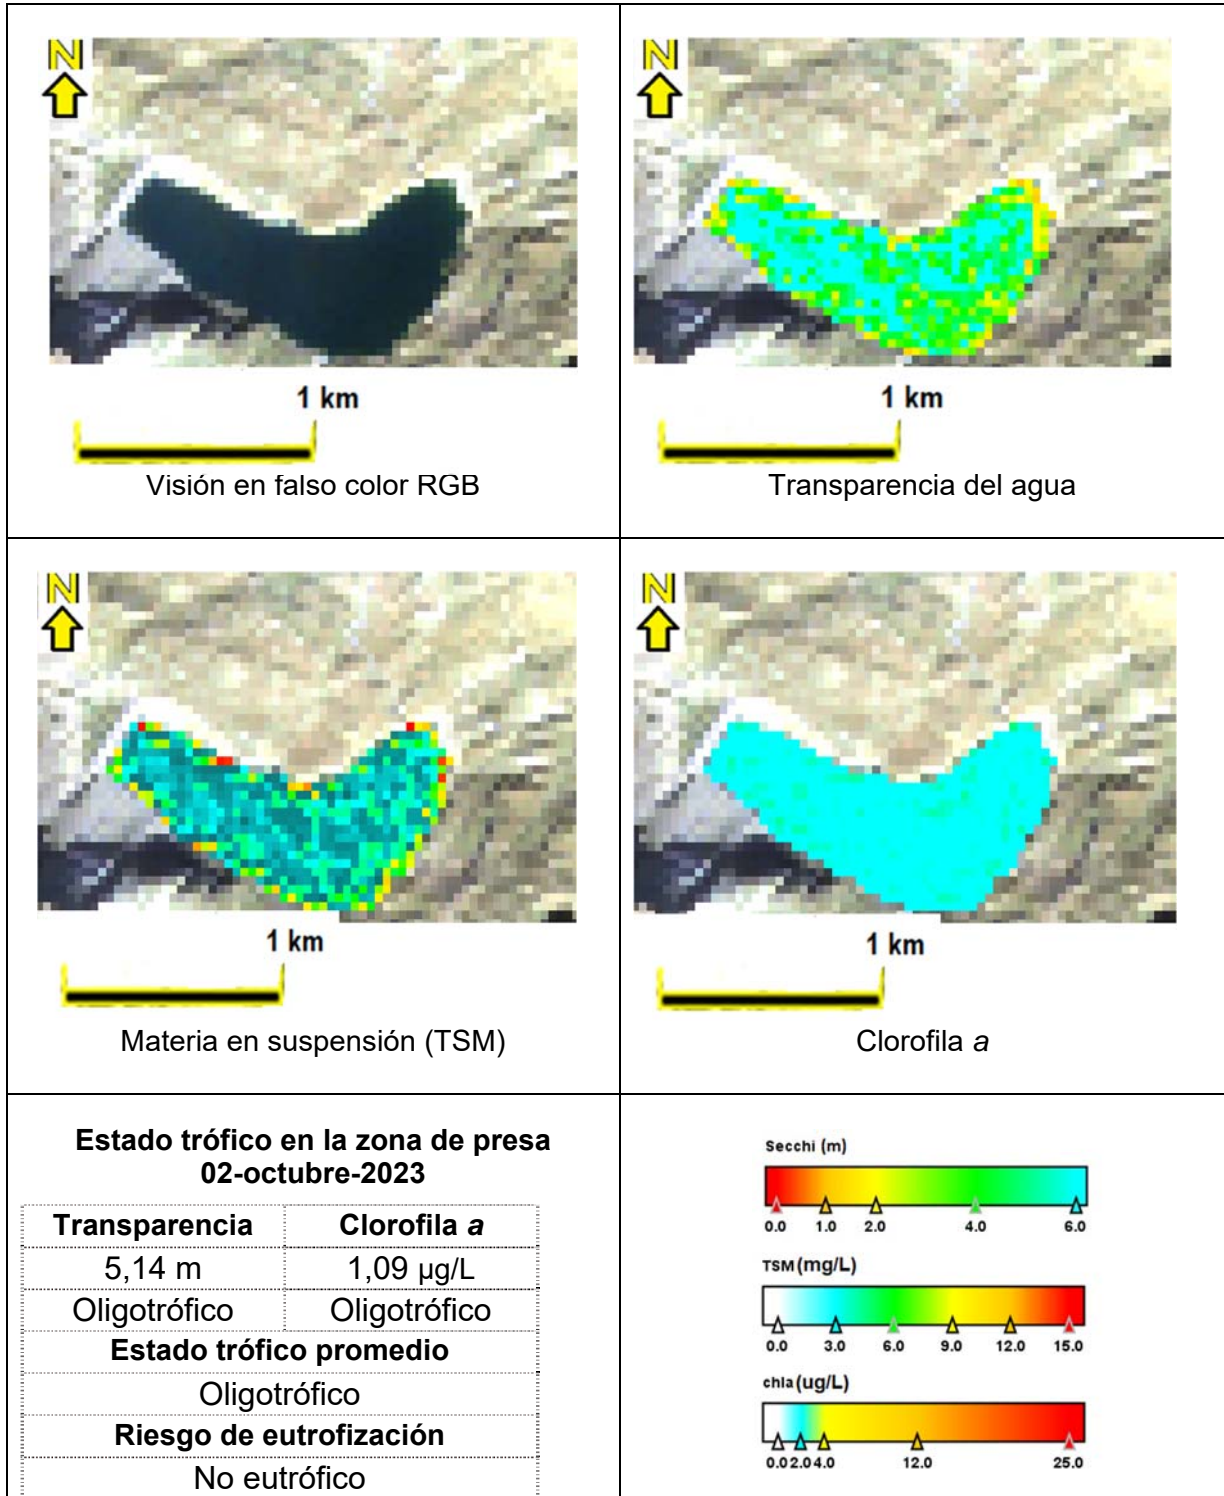 N
N
1 km
1 km
Visión en falso color RGB
Transparencia del agua
N
N
1 km
1 km
Materia en suspensión (TSM)
Clorofila a
Estado trófico en la zona de presa
02-octubre-2023
Transparencia Clorofila a
5,14 m 1,09 µg/L
Oligotrófico Oligotrófico
Estado trófico promedio
Oligotrófico
Riesgo de eutrofización
No eutrófico
Secchi (m)
0.0 1.0 2.0 4.0 6.0
TSM (mg/L)
0.0 3.0 6.0 9.0 12.0 15.0
chla (ug/L)
0.0 2.0 4.0 12.0 25.0